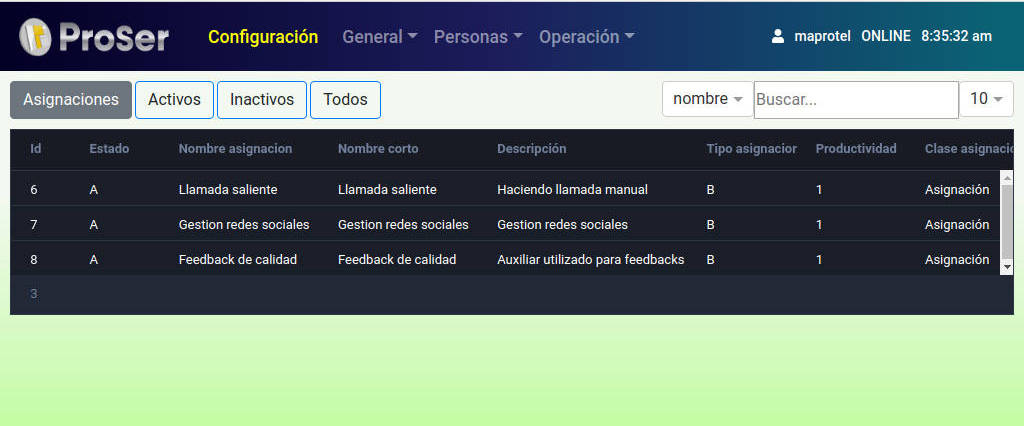 ProSer Configuración General Personas Operación maprotel ONLINE 8:35:32 am
Asignaciones Activos Inactivos Todos nombre Buscar... 10
Id Estado Nombre asignacion Nombre corto Descripción Tipo asignacior Productividad Clase asignacio
6 A Llamada saliente Llamada saliente Haciendo llamada manual B 1 Asignación
7 A Gestion redes sociales Gestion redes sociales Gestion redes sociales B 1 Asignación
8 A Feedback de calidad Feedback de calidad Auxiliar utilizado para feedbacks B 1 Asignación
3